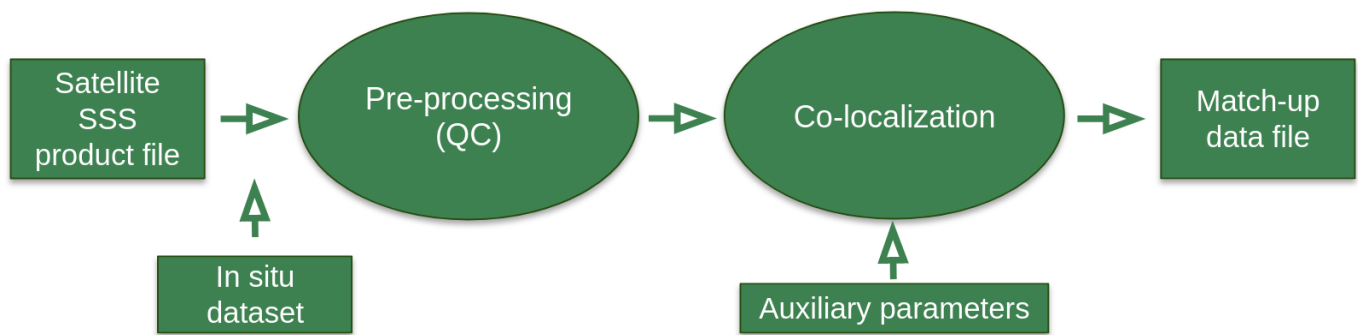 Satellite
SSS
product file
Pre-processing
(QC)
Co-localization
Match-up
data file
In situ
dataset
Auxiliary parameters